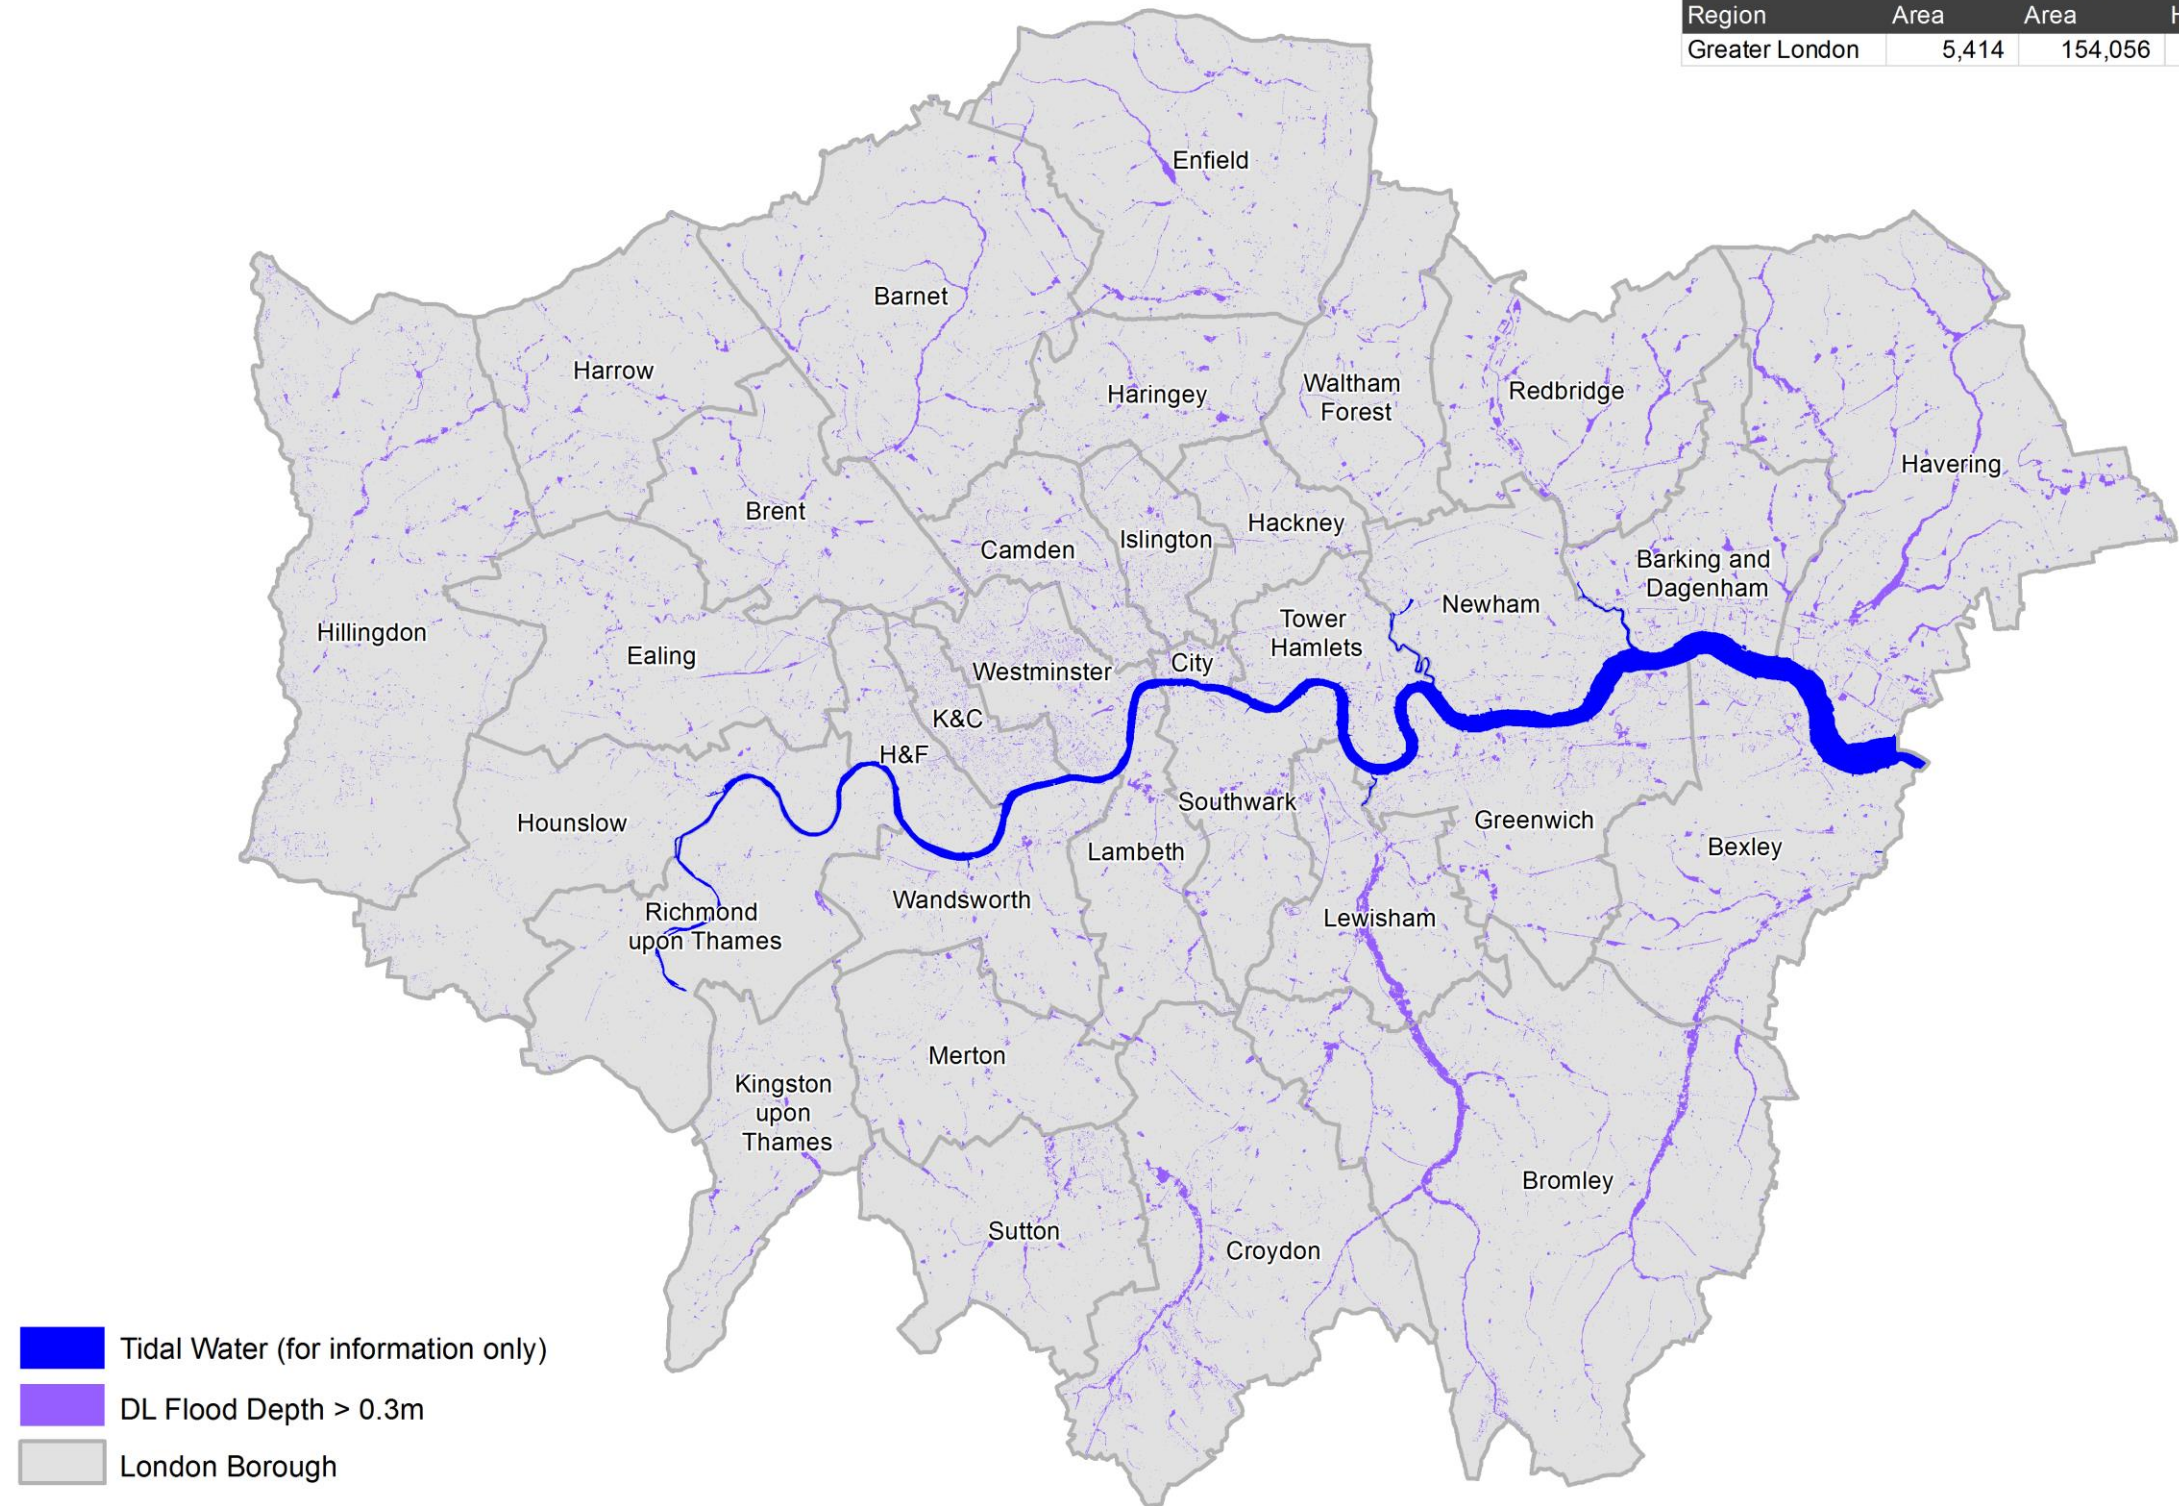 Region Area Area
Greater London 5,414 154,056
Enfield
Barnet
Harrow
Haringey
Waltham
Forest
Redbridge
Havering
Brent
Camden
Islington
Hackney
Barking and
Dagenham
Newham
Tower
Hamlets
Hillingdon
Ealing
Westminster
City
K&C
H&F
Southwark
Hounslow
Greenwich
Bexley
Lambeth
Wandsworth
Richmond
upon Thames
Lewisham
Merton
Kingston
upon
Thames
Bromley
Sutton
Croydon
Tidal Water (for information only)
DL Flood Depth > 0.3m
London Borough